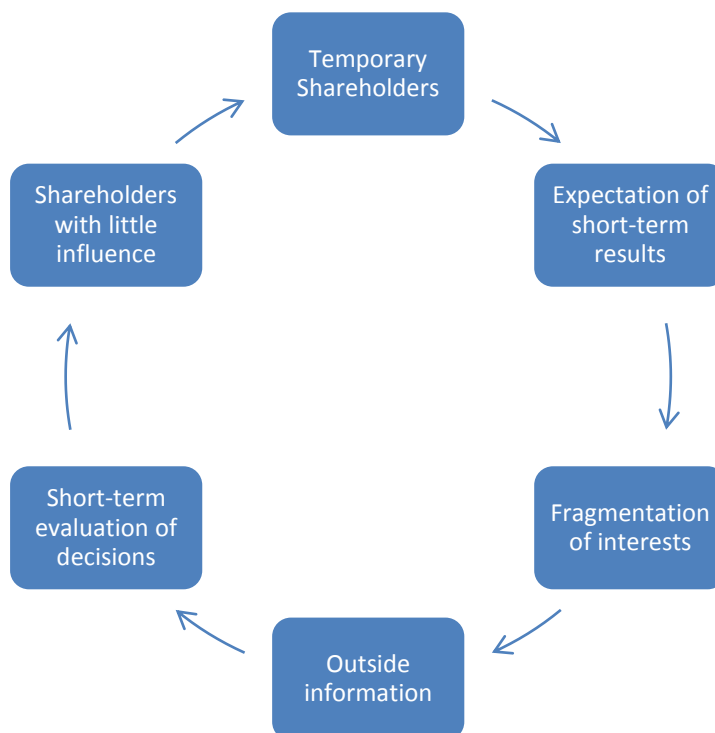 Temporary
Shareholders
Expectation of
short-term
results
Fragmentation
of interests
Outside
information
Short-term
evaluation of
decisions
Shareholders
with little
influence